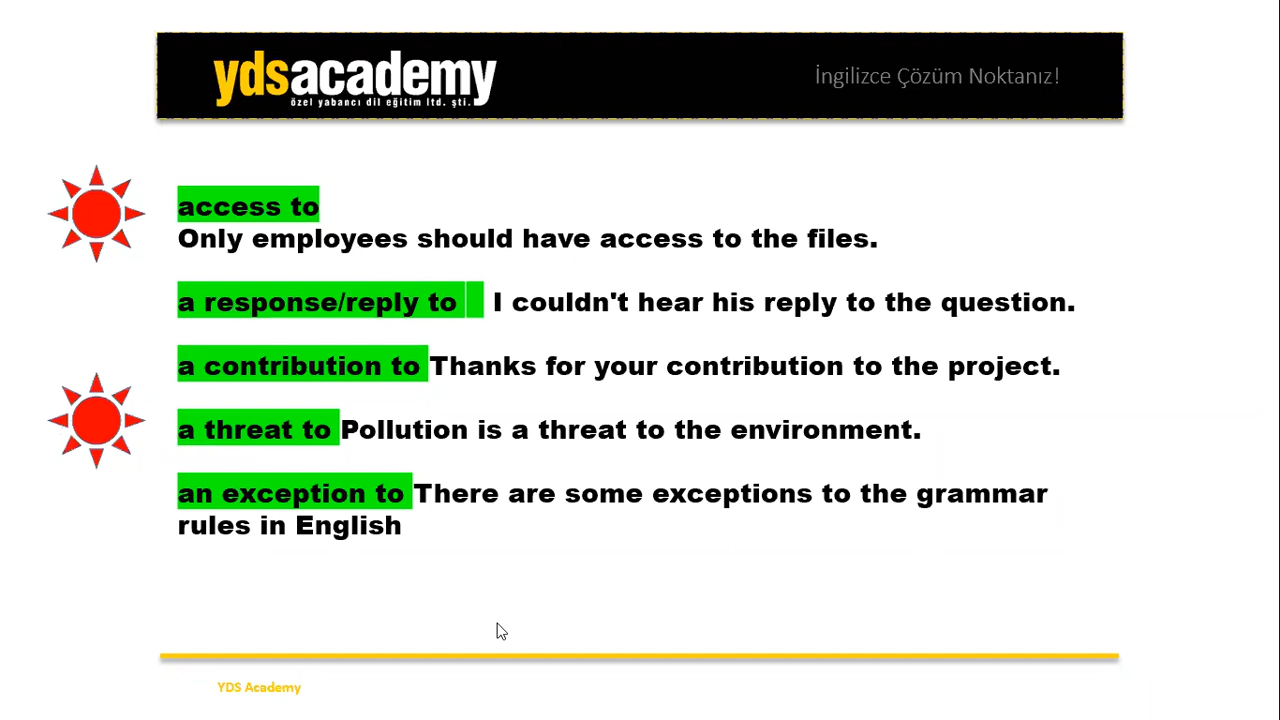 ydsacademy
özel yabancı dil eğitim ltd. şti.
İngilizce Çözüm Noktanız!
access to
Only employees should have access to the files.
a response/reply to I couldn't hear his reply to the question.
a contribution to Thanks for your contribution to the project.
a threat to Pollution is a threat to the environment.
an exception to There are some exceptions to the grammar
rules in English
YDS Academy